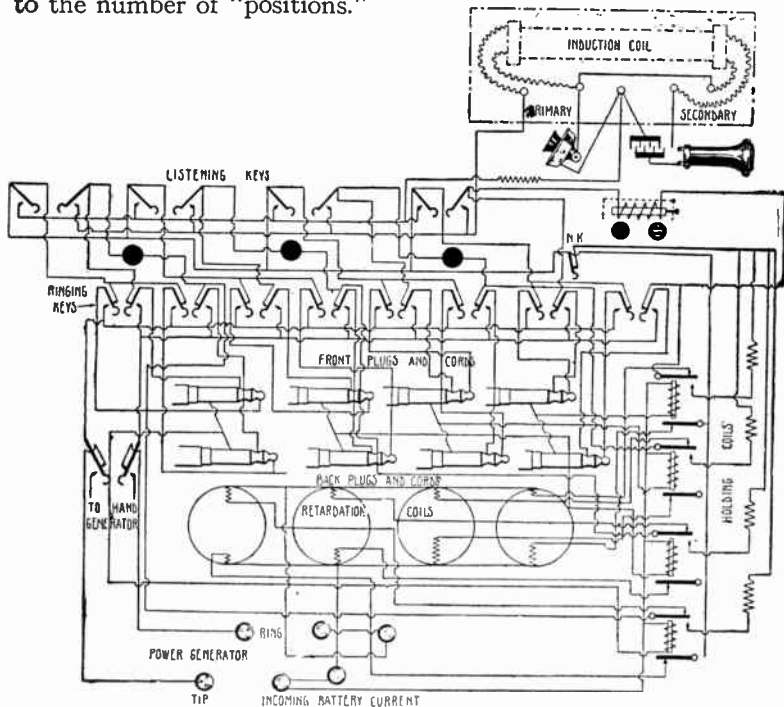 to the number of "positions."
INDUCTION COIL
PRIMARY
SECONDARY
LISTENING KEYS
N.K
RINGING
KEYS
FRONT PLUGS AND CORDS
BACK PLUGS AND CORDS
COILS
HOLDING
TO HAND
GENERATOR
RETARDATION COILS
RING
POWER GENERATOR
TIP
INCOMING BATTERY CURRENT